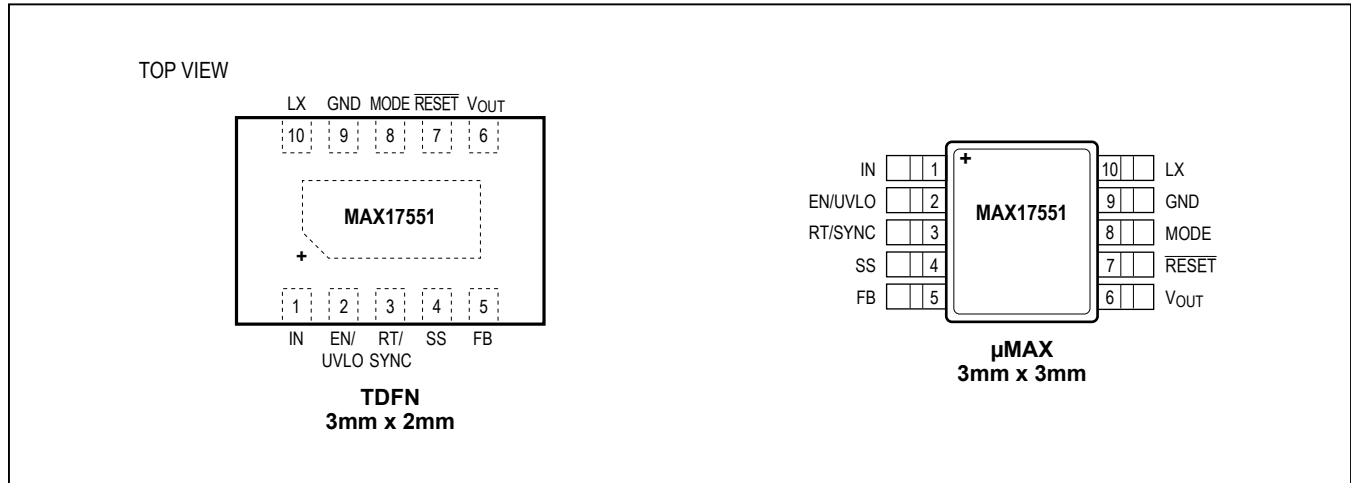 TOP VIEW
LX GND MODE RESET VOUT
10 9 8 7 6
MAX17551
+
1 2 3 4 5
IN EN/ RT/ SS FB
UVLO SYNC
TDFN
3mm x 2mm
+
IN 1 10 LX
EN/UVLO 2 MAX17551 9 GND
RT/SYNC 3 8 MODE
SS 4 7 RESET
FB 5 6 VOUT
µMAX
3mm x 3mm